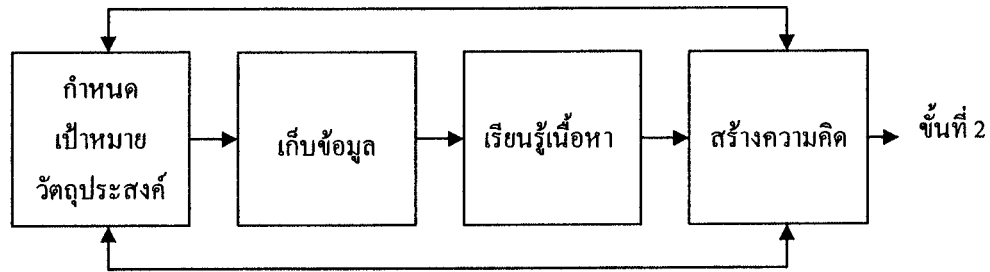 กำหนด
เป้าหมาย
วัตถุประสงค์
เก็บข้อมูล
เรียนรู้เนื้อหา
สร้างความคิด
ขั้นที่ 2